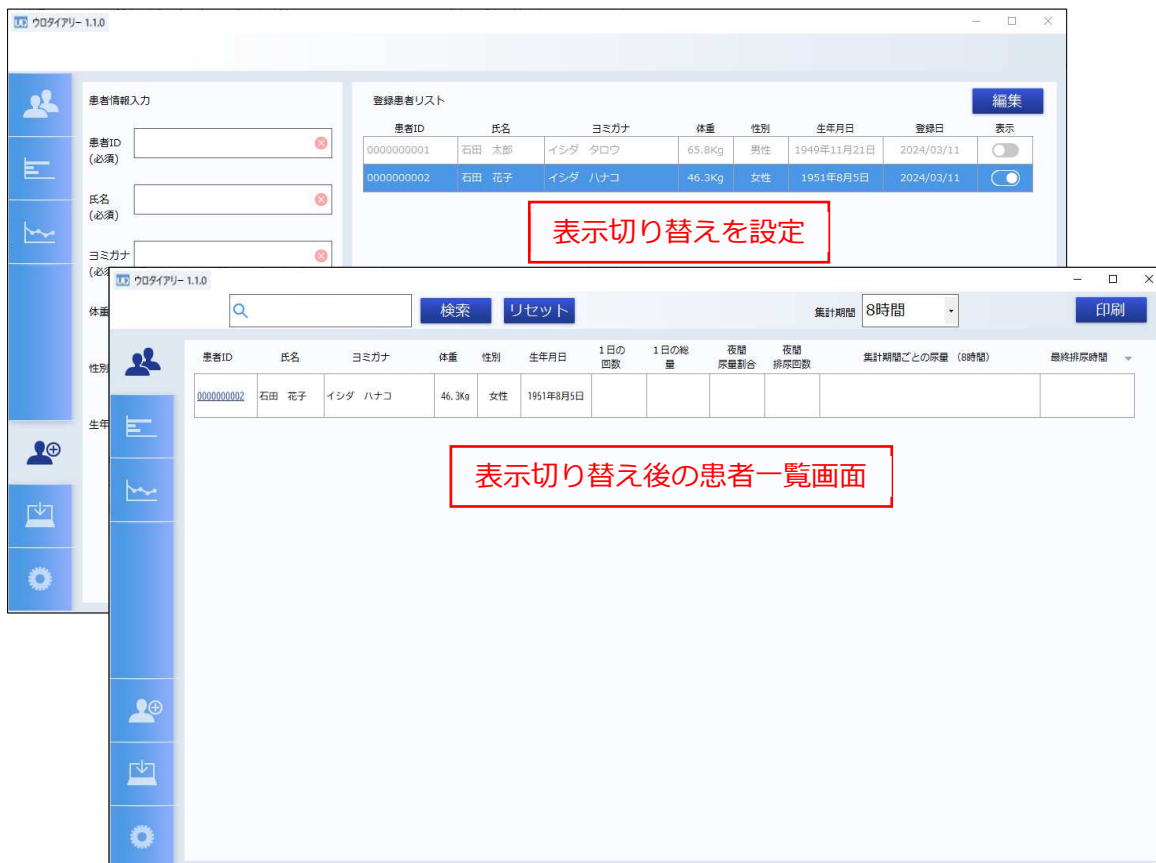 ウロダイアリー 1.1.0
患者情報入力
患者ID
(必須)
氏名
(必須)
ヨミガナ
体重
性別
登録患者リスト
編集
患者ID 氏名 ヨミガナ 体重 性別 生年月日 登録日 表示
0000000001 石田 太郎 イシダ タロウ 65.8Kg 男性 1949年11月21日 2024/03/11
0000000002 石田 花子 イシダ ハナコ 46.3Kg 女性 1951年8月5日 2024/03/11
表示切り替えを設定
ウロダイアリー 1.1.0
検索 リセット 集計期間 8時間 印刷
患者ID 氏名 ヨミガナ 体重 性別 生年月日 1日の回数 1日の総量 夜間尿量割合 夜間排尿回数 集計期間ごとの尿量 (8時間) 最終排尿時間
0000000002 石田 花子 イシダ ハナコ 46.3Kg 女性 1951年8月5日
表示切り替え後の患者一覧画面